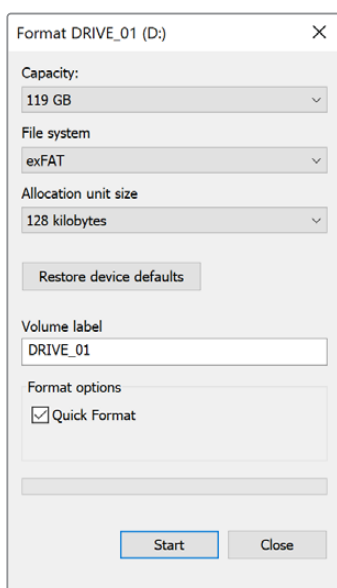 Format DRIVE_01 (D:)
Capacity:
119 GB
File system
exFAT
Allocation unit size
128 kilobytes
Restore device defaults
Volume label
DRIVE_01
Format options
Quick Format
Start Close